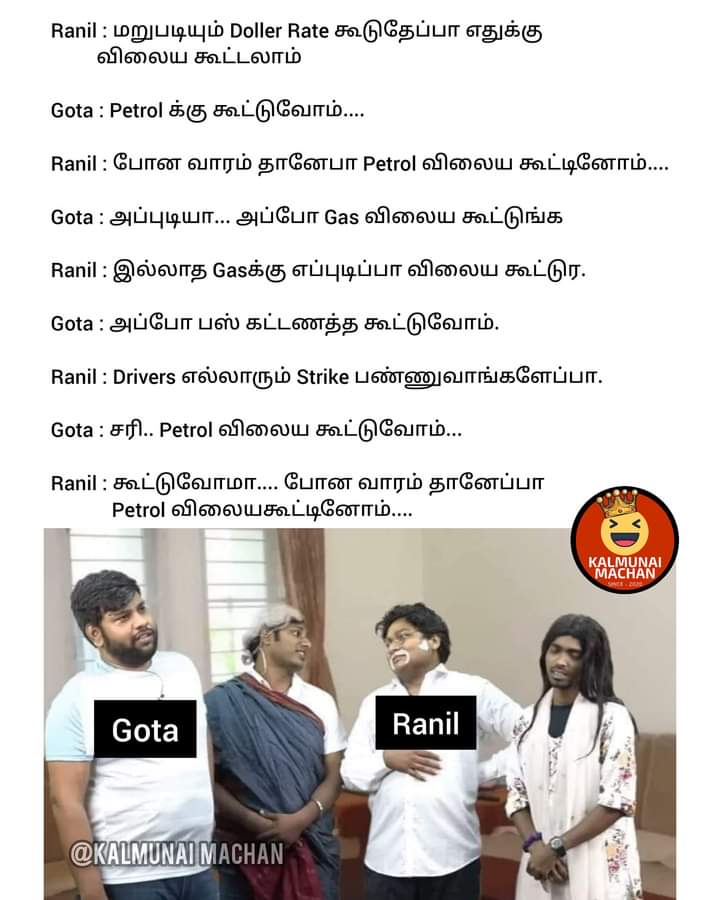 Ranil : மறுபடியும் Doller Rate கூடுதேப்பா எதுக்கு
விலைய கூட்டலாம்
Gota : Petrol க்கு கூட்டுவோம்....
Ranil : போன வாரம் தானேபா Petrol விலைய கூட்டினோம்....
Gota : அப்புடியா... அப்போ Gas விலைய கூட்டுங்க
Ranil : இல்லாத Gasக்கு எப்புடிப்பா விலைய கூட்டுர.
Gota : அப்போ பஸ் கட்டணத்த கூட்டுவோம்.
Ranil : Drivers எல்லாரும் Strike பண்ணுவாங்களேப்பா.
Gota : சரி.. Petrol விலைய கூட்டுவோம்...
Ranil : கூட்டுவோமா.... போன வாரம் தானேப்பா
Petrol விலையகூட்டினோம்....
KALMUNAI
MACHAN
SINCE - 2020
Gota
Ranil
@KALMUNAI MACHAN